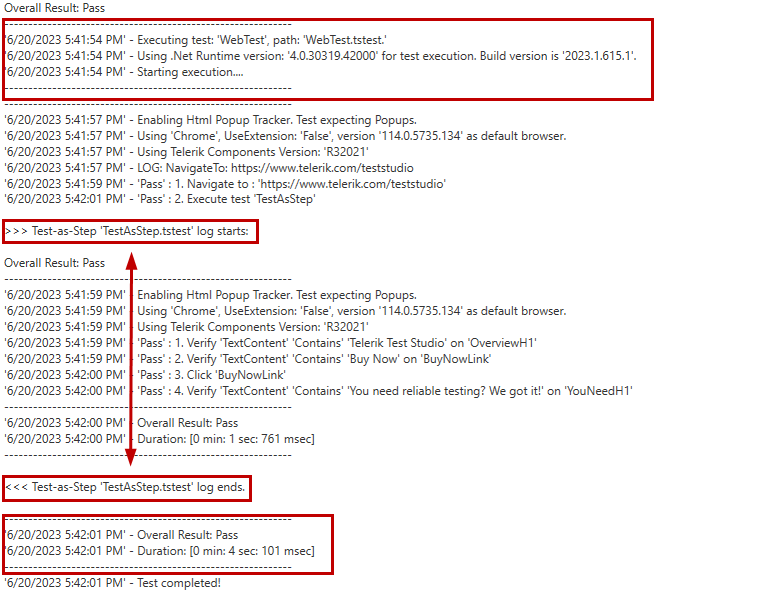 Overall Result: Pass
------------------------------------------------------------
'6/20/2023 5:41:54 PM' - Executing test: 'WebTest', path: 'WebTest.tstest.'
'6/20/2023 5:41:54 PM' - Using .Net Runtime version: '4.0.30319.42000' for test execution. Build version is '2023.1.615.1'.
'6/20/2023 5:41:54 PM' - Starting execution....
------------------------------------------------------------
------------------------------------------------------------
'6/20/2023 5:41:57 PM' - Enabling Html Popup Tracker. Test expecting Popups.
'6/20/2023 5:41:57 PM' - Using 'Chrome', UseExtension: 'False', version '114.0.5735.134' as default browser.
'6/20/2023 5:41:57 PM' - Using Telerik Components Version: 'R32021'
'6/20/2023 5:41:57 PM' - LOG: NavigateTo: https://www.telerik.com/teststudio
'6/20/2023 5:41:59 PM' - 'Pass' : 1. Navigate to : 'https://www.telerik.com/teststudio'
'6/20/2023 5:42:01 PM' - 'Pass' : 2. Execute test 'TestAsStep'
>>> Test-as-Step 'TestAsStep.tstest' log starts:
Overall Result: Pass
------------------------------------------------------------
'6/20/2023 5:41:59 PM' - Enabling Html Popup Tracker. Test expecting Popups.
'6/20/2023 5:41:59 PM' - Using 'Chrome', UseExtension: 'False', version '114.0.5735.134' as default browser.
'6/20/2023 5:41:59 PM' - Using Telerik Components Version: 'R32021'
'6/20/2023 5:41:59 PM' - 'Pass' : 1. Verify 'TextContent' 'Contains' 'Telerik Test Studio' on 'OverviewH1'
'6/20/2023 5:41:59 PM' - 'Pass' : 2. Verify 'TextContent' 'Contains' 'Buy Now' on 'BuyNowLink'
'6/20/2023 5:42:00 PM' - 'Pass' : 3. Click 'BuyNowLink'
'6/20/2023 5:42:00 PM' - 'Pass' : 4. Verify 'TextContent' 'Contains' 'You need reliable testing? We got it!' on 'YouNeedH1'
------------------------------------------------------------
'6/20/2023 5:42:00 PM' - Overall Result: Pass
'6/20/2023 5:42:00 PM' - Duration: [0 min: 1 sec: 761 msec]
------------------------------------------------------------
<<< Test-as-Step 'TestAsStep.tstest' log ends.
------------------------------------------------------------
'6/20/2023 5:42:01 PM' - Overall Result: Pass
'6/20/2023 5:42:01 PM' - Duration: [0 min: 4 sec: 101 msec]
------------------------------------------------------------
'6/20/2023 5:42:01 PM' - Test completed!